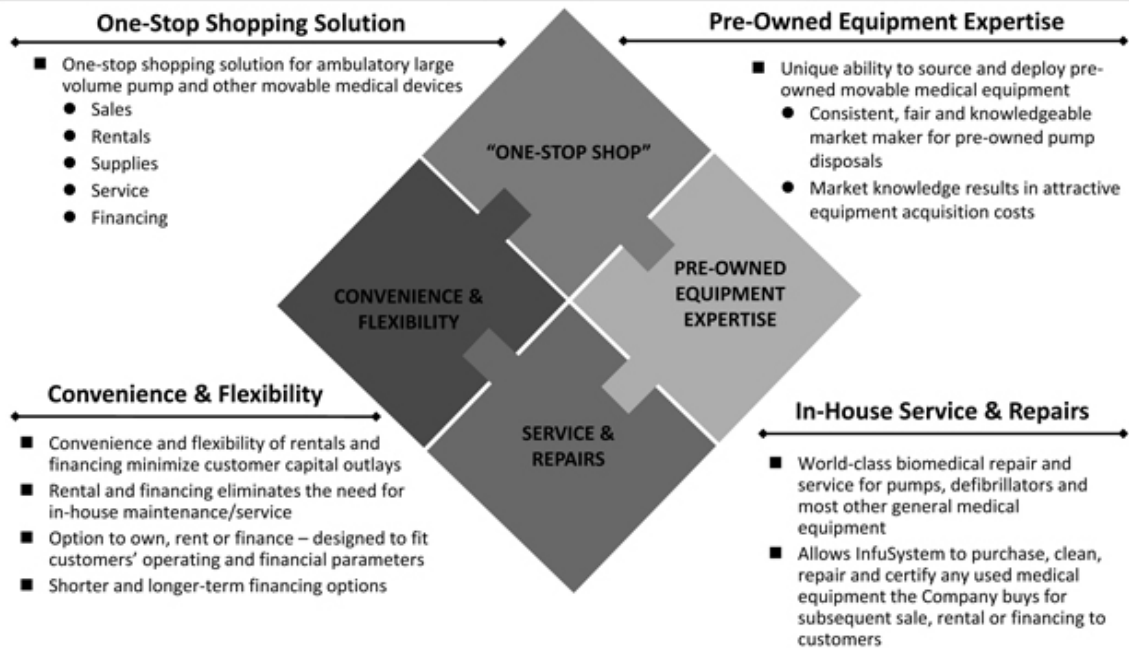 One-Stop Shopping Solution
■ One-stop shopping solution for ambulatory large
volume pump and other movable medical devices
● Sales
● Rentals
● Supplies
● Service
● Financing
Pre-Owned Equipment Expertise
■ Unique ability to source and deploy pre-
owned movable medical equipment
● Consistent, fair and knowledgeable
market maker for pre-owned pump
disposals
● Market knowledge results in attractive
equipment acquisition costs
"ONE-STOP SHOP"
CONVENIENCE &
FLEXIBILITY
PRE-OWNED
EQUIPMENT
EXPERTISE
SERVICE &
REPAIRS
Convenience & Flexibility
■ Convenience and flexibility of rentals and
financing minimize customer capital outlays
■ Rental and financing eliminates the need for
in-house maintenance/service
■ Option to own, rent or finance – designed to fit
customers' operating and financial parameters
■ Shorter and longer-term financing options
In-House Service & Repairs
■ World-class biomedical repair and
service for pumps, defibrillators and
most other general medical
equipment
■ Allows InfuSystem to purchase, clean,
repair and certify any used medical
equipment the Company buys for
subsequent sale, rental or financing to
customers